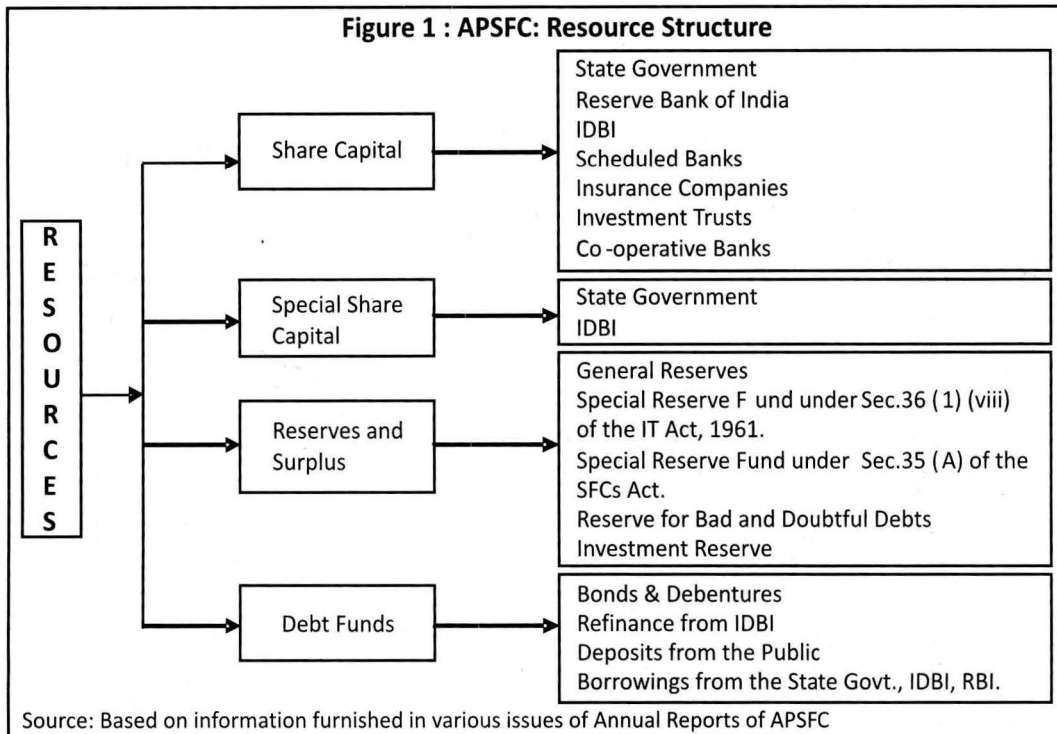 Figure 1 : APSFC: Resource Structure
RESOURCES
Share Capital
State Government
Reserve Bank of India
IDBI
Scheduled Banks
Insurance Companies
Investment Trusts
Co-operative Banks
Special Share
Capital
State Government
IDBI
Reserves and
Surplus
General Reserves
Special Reserve F und under Sec.36 (1) (viii)
of the IT Act, 1961.
Special Reserve Fund under Sec.35 (A) of the
SFCs Act.
Reserve for Bad and Doubtful Debts
Investment Reserve
Debt Funds
Bonds & Debentures
Refinance from IDBI
Deposits from the Public
Borrowings from the State Govt., IDBI, RBI.
Source: Based on information furnished in various issues of Annual Reports of APSFC